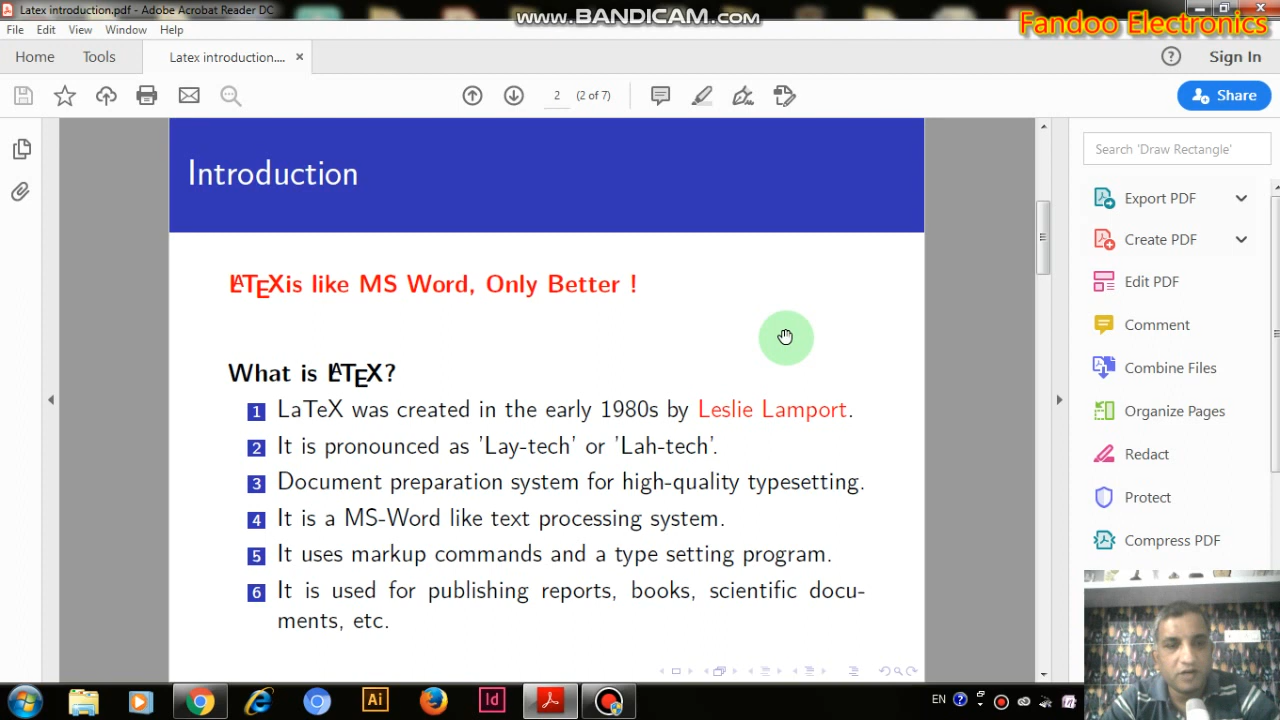 Latex introduction.pdf - Adobe Acrobat Reader DC
www.BANDICAM.com
Fandoo Electronics
File Edit View Window Help
Home Tools Latex introduction.... × Sign In
2 (2 of 7) Share
Introduction
LATEXis like MS Word, Only Better !
What is LATEX?
1 LaTeX was created in the early 1980s by Leslie Lamport.
2 It is pronounced as 'Lay-tech' or 'Lah-tech'.
3 Document preparation system for high-quality typesetting.
4 It is a MS-Word like text processing system.
5 It uses markup commands and a type setting program.
6 It is used for publishing reports, books, scientific docu-
ments, etc.
Search 'Draw Rectangle'
Export PDF
Create PDF
Edit PDF
Comment
Combine Files
Organize Pages
Redact
Protect
Compress PDF
Ai Id EN